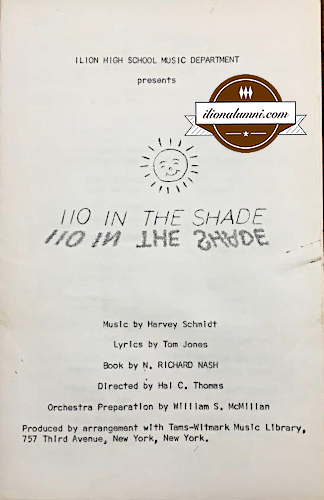 ILION HIGH SCHOOL MUSIC DEPARTMENT
presents
ilionalumni.com
110 IN THE SHADE
110 IN THE SHADE
Music by Harvey Schmidt
Lyrics by Tom Jones
Book by N. RICHARD NASH
Directed by Hal C. Thomas
Orchestra Preparation by William S. McMillan
Produced by arrangement with Tams-Witmark Music Library,
757 Third Avenue, New York, New York.